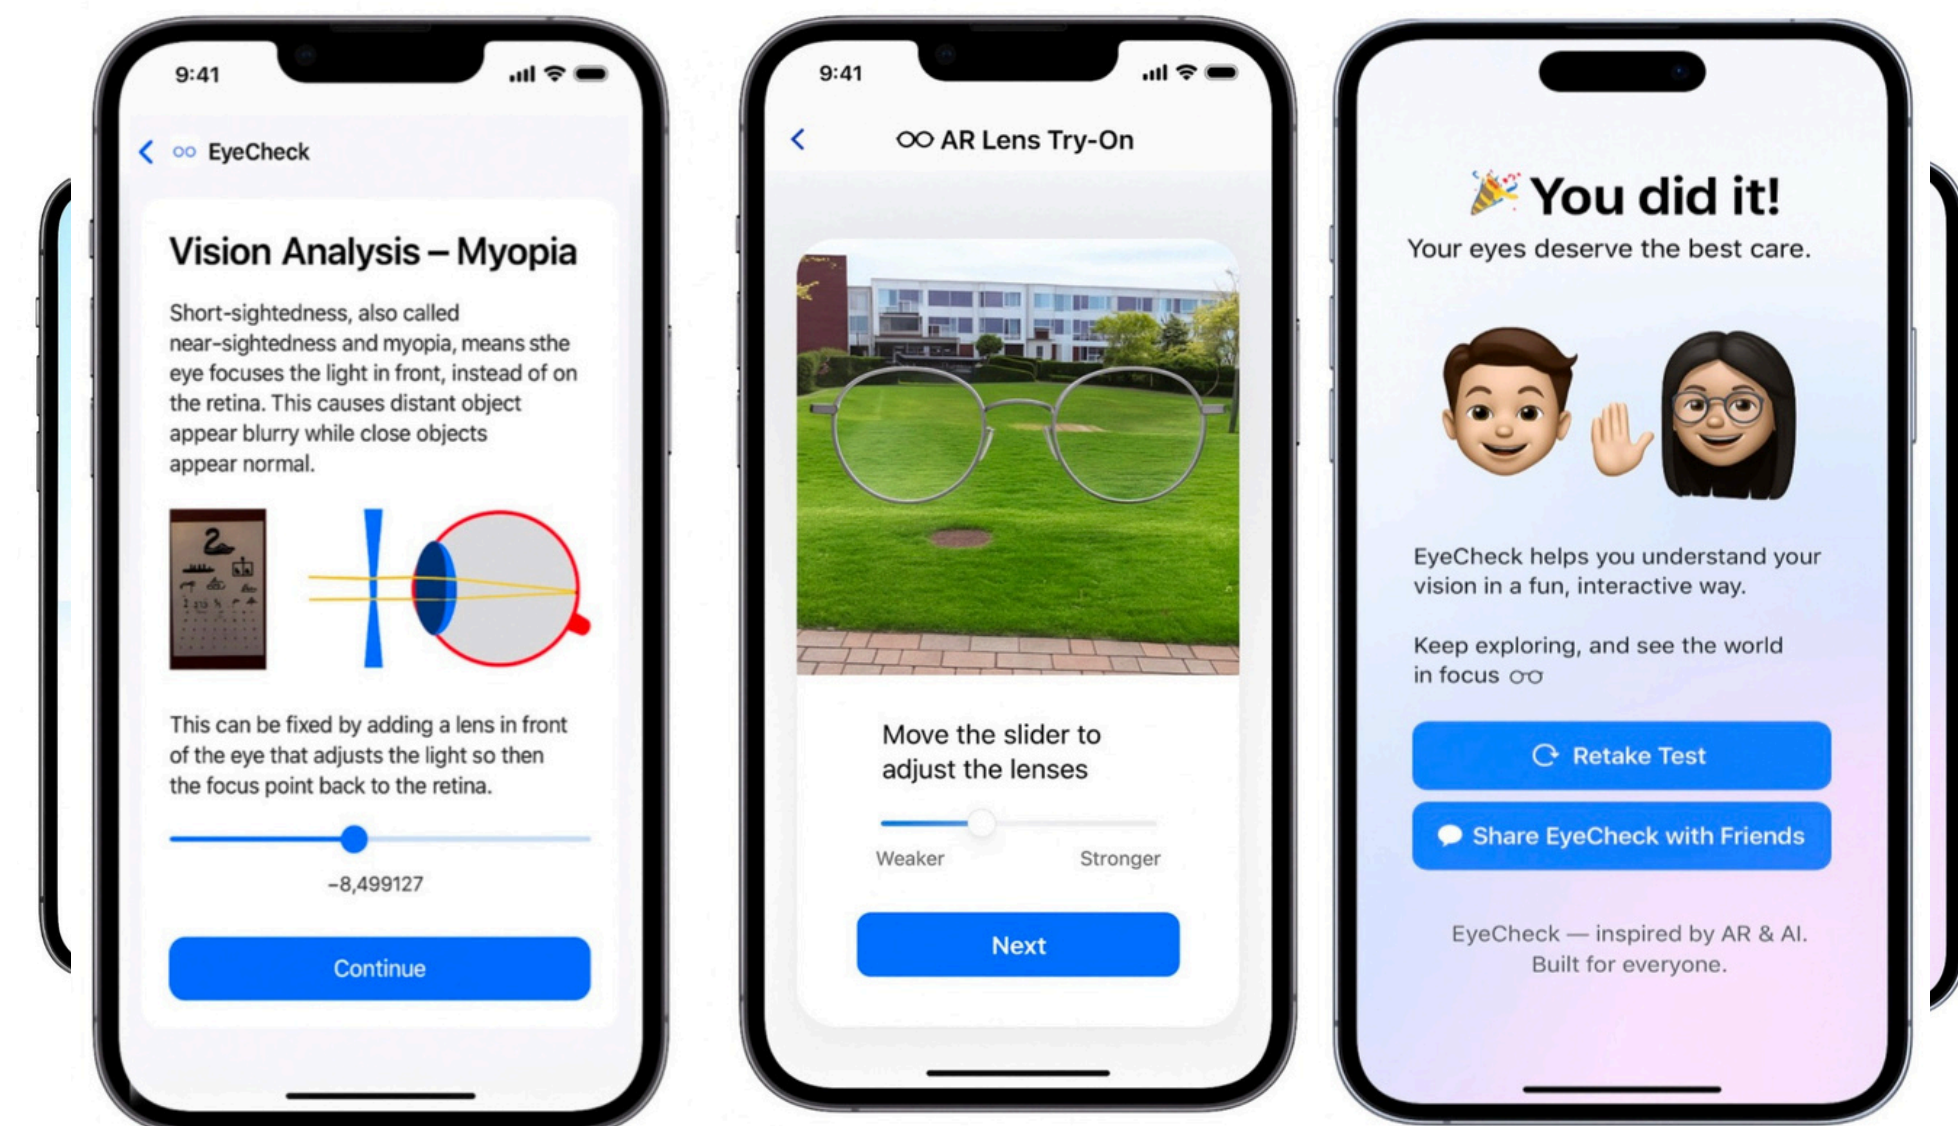 9:41
EyeCheck
Vision Analysis – Myopia
Short-sightedness, also called
near-sightedness and myopia, means sthe
eye focuses the light in front, instead of on
the retina. This causes distant object
appear blurry while close objects
appear normal.
This can be fixed by adding a lens in front
of the eye that adjusts the light so then
the focus point back to the retina.
−8,499127
Continue
9:41
AR Lens Try-On
Move the slider to
adjust the lenses
Weaker
Stronger
Next
You did it!
Your eyes deserve the best care.
EyeCheck helps you understand your
vision in a fun, interactive way.
Keep exploring, and see the world
in focus
Retake Test
Share EyeCheck with Friends
EyeCheck — inspired by AR & AI.
Built for everyone.